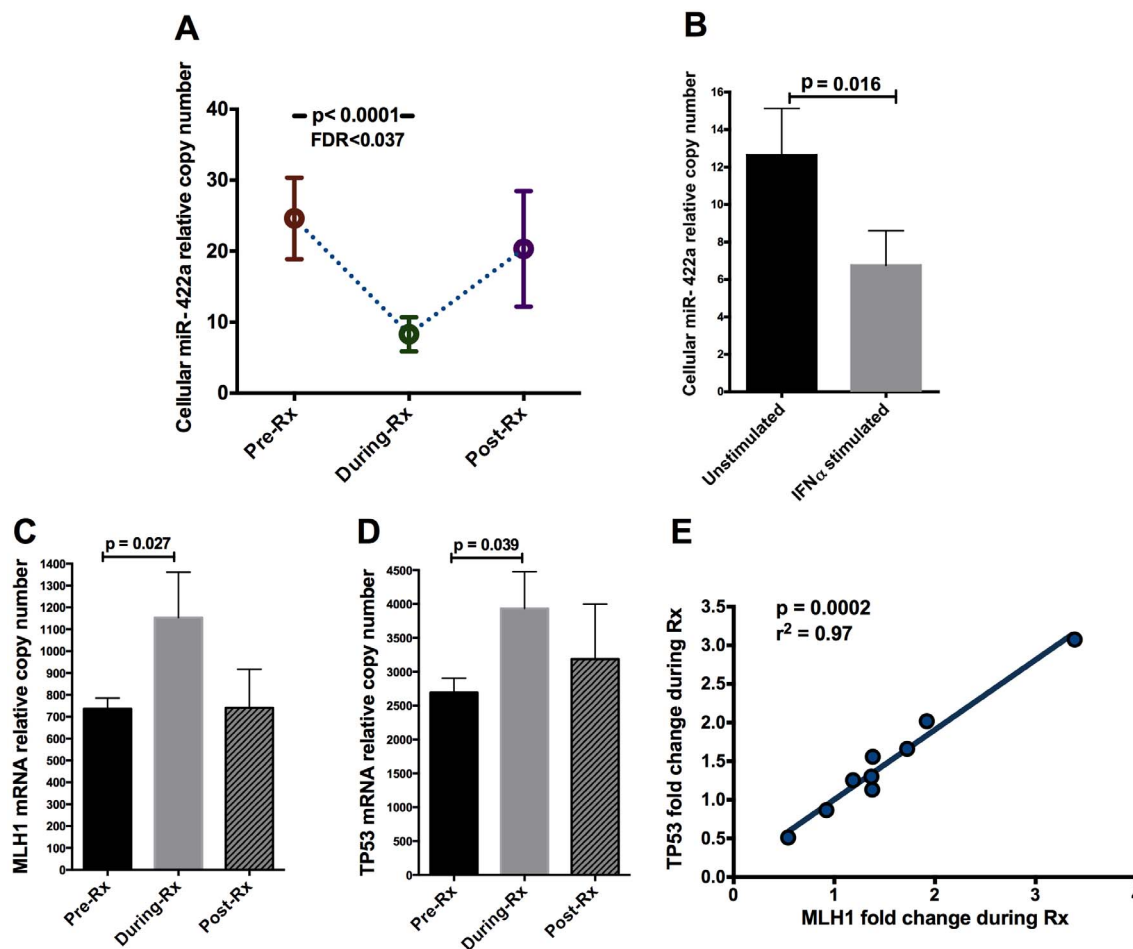 A
Cellular miR- 422a relative copy number
40
30
20
10
0
p< 0.0001
FDR<0.037
Pre-Rx
During-Rx
Post-Rx
B
Cellular miR- 422a relative copy number
16
14
12
10
8
6
4
2
0
p = 0.016
Unstimulated
IFNα stimulated
C
MLH1 mRNA relative copy number
1400
1300
1200
1100
1000
900
800
700
600
500
400
300
200
100
0
p = 0.027
Pre-Rx
During-Rx
Post-Rx
D
TP53 mRNA relative copy number
4500
4000
3500
3000
2500
2000
1500
1000
500
0
p = 0.039
Pre-Rx
During-Rx
Post-Rx
E
TP53 fold change during Rx
3.5
3.0
2.5
2.0
1.5
1.0
0.5
0.0
p = 0.0002
r² = 0.97
0
1
2
3
4
MLH1 fold change during Rx